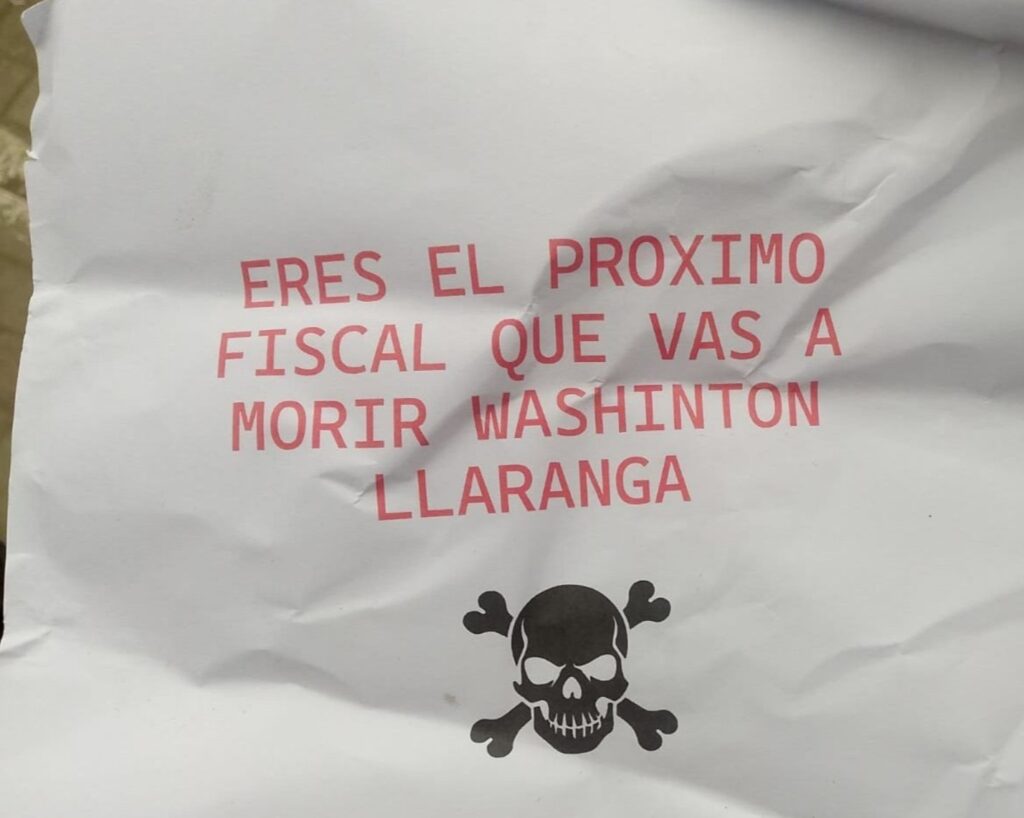 ERES EL PROXIMO
FISCAL QUE VAS A
MORIR WASHINTON
LLARANGA